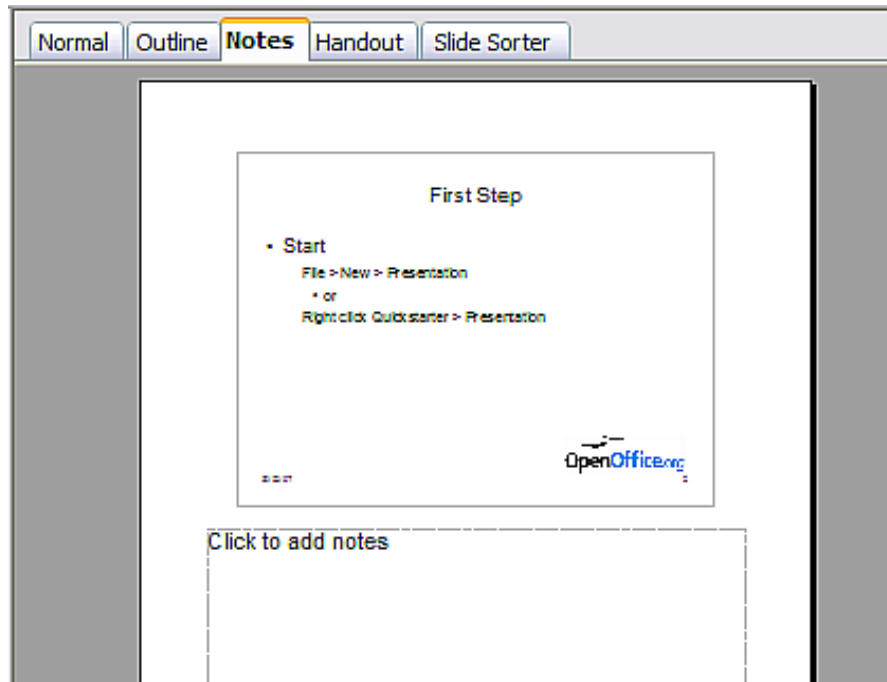 Normal Outline Notes Handout Slide Sorter
First Step
• Start
File > New > Presentation
• or
Right click Quickstarter > Presentation
OpenOffice.org
Click to add notes